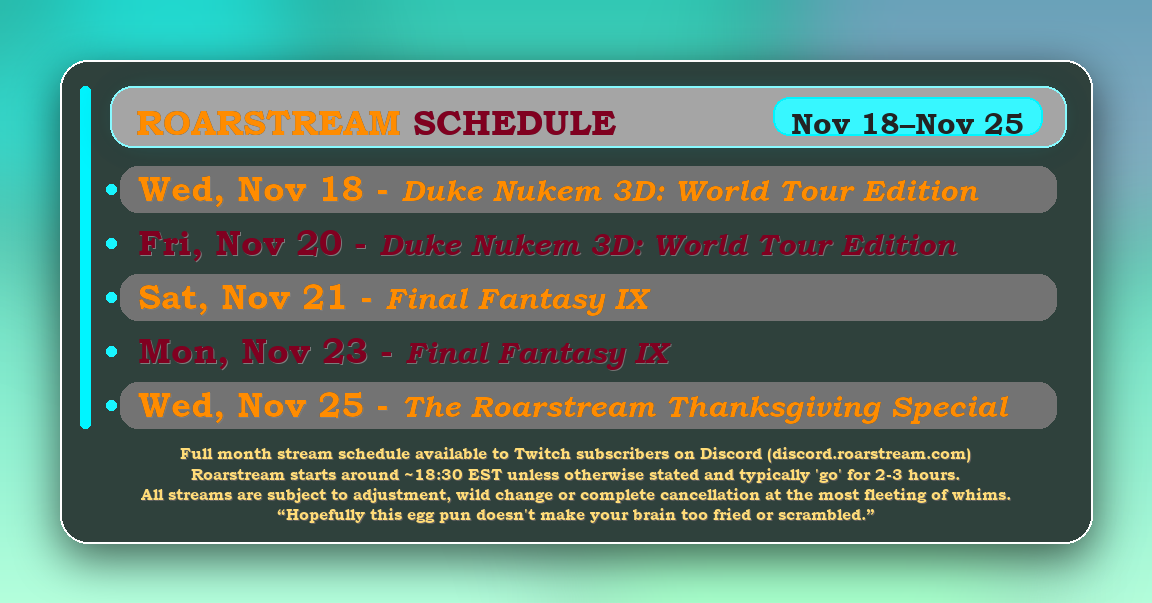 ROARSTREAM SCHEDULE
Nov 18–Nov 25
Wed, Nov 18 - Duke Nukem 3D: World Tour Edition
Fri, Nov 20 - Duke Nukem 3D: World Tour Edition
Sat, Nov 21 - Final Fantasy IX
Mon, Nov 23 - Final Fantasy IX
Wed, Nov 25 - The Roarstream Thanksgiving Special
Full month stream schedule available to Twitch subscribers on Discord (discord.roarstream.com)
Roarstream starts around ~18:30 EST unless otherwise stated and typically 'go' for 2-3 hours.
All streams are subject to adjustment, wild change or complete cancellation at the most fleeting of whims.
“Hopefully this egg pun doesn't make your brain too fried or scrambled.”